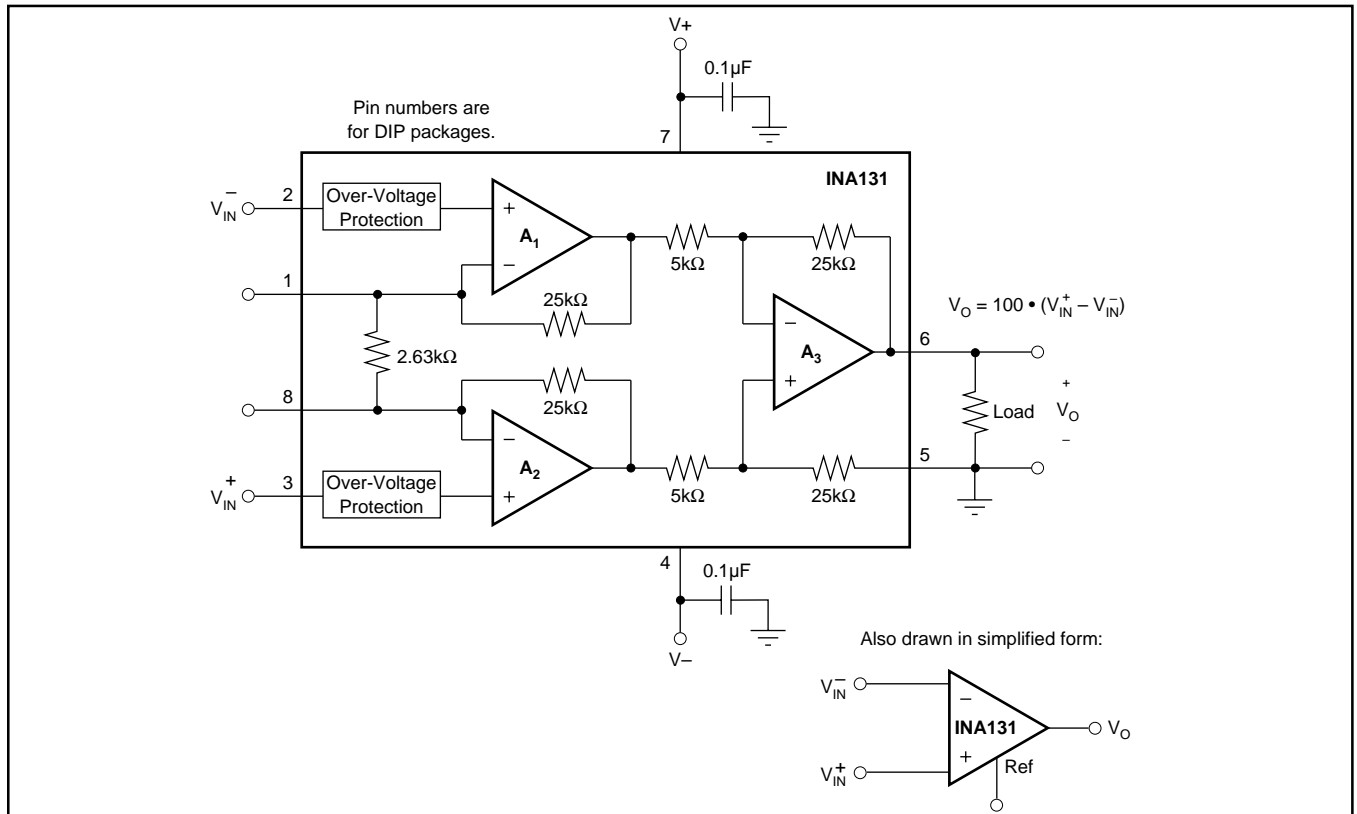 V+
0.1µF
Pin numbers are
for DIP packages.
7
INA131
V–IN
2
Over-Voltage
Protection
+
A1
–
5kΩ
25kΩ
1
25kΩ
VO = 100 • (V+IN – V–IN)
–
A3
+
6
2.63kΩ
+
Load
VO
–
8
25kΩ
–
A2
+
5kΩ
25kΩ
5
V+IN
3
Over-Voltage
Protection
4
0.1µF
V–
Also drawn in simplified form:
V–IN
–
INA131
VO
+
V+IN
Ref